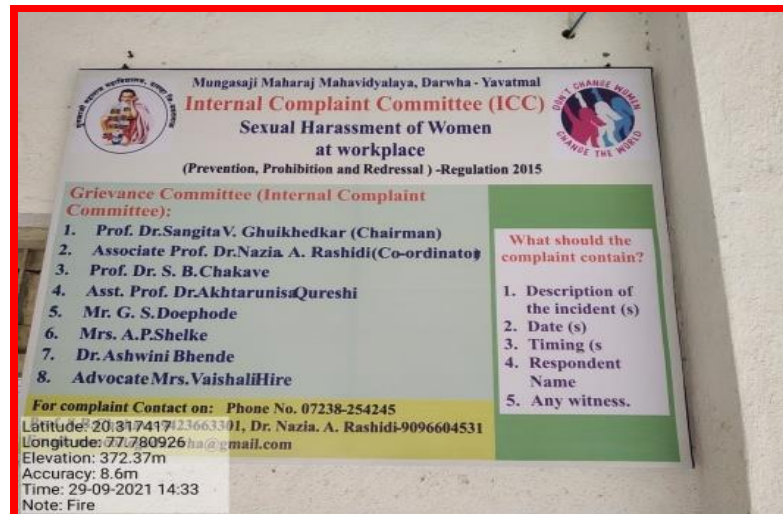 Mungasaji Maharaj Mahavidyalaya, Darwha - Yavatmal
Internal Complaint Committee (ICC)
Sexual Harassment of Women
at workplace
(Prevention, Prohibition and Redressal ) -Regulation 2015
DON'T CHANGE WOMEN
CHANGE THE WORLD
Grievance Committee (Internal Complaint
Committee):
1. Prof. Dr.Sangita V. Ghuikhedkar (Chairman)
2. Associate Prof. Dr.Nazia A. Rashidi(Co-ordinator
3. Prof. Dr. S. B.Chakave
4. Asst. Prof. Dr.Akhtarunisa Qureshi
5. Mr. G. S.Doephode
6. Mrs. A.P.Shelke
7. Dr. Ashwini Bhende
8. Advocate Mrs. Vaishali Hire
What should the
complaint contain?
1. Description of
the incident (s)
2. Date (s)
3. Timing (s
4. Respondent
Name
5. Any witness.
For complaint Contact on: Phone No. 07238-254245
23663301, Dr. Nazia. A. Rashidi-9096604531
ha@gmail.com
Latitude: 20.317417
Longitude: 77.780926
Elevation: 372.37m
Accuracy: 8.6m
Time: 29-09-2021 14:33
Note: Fire